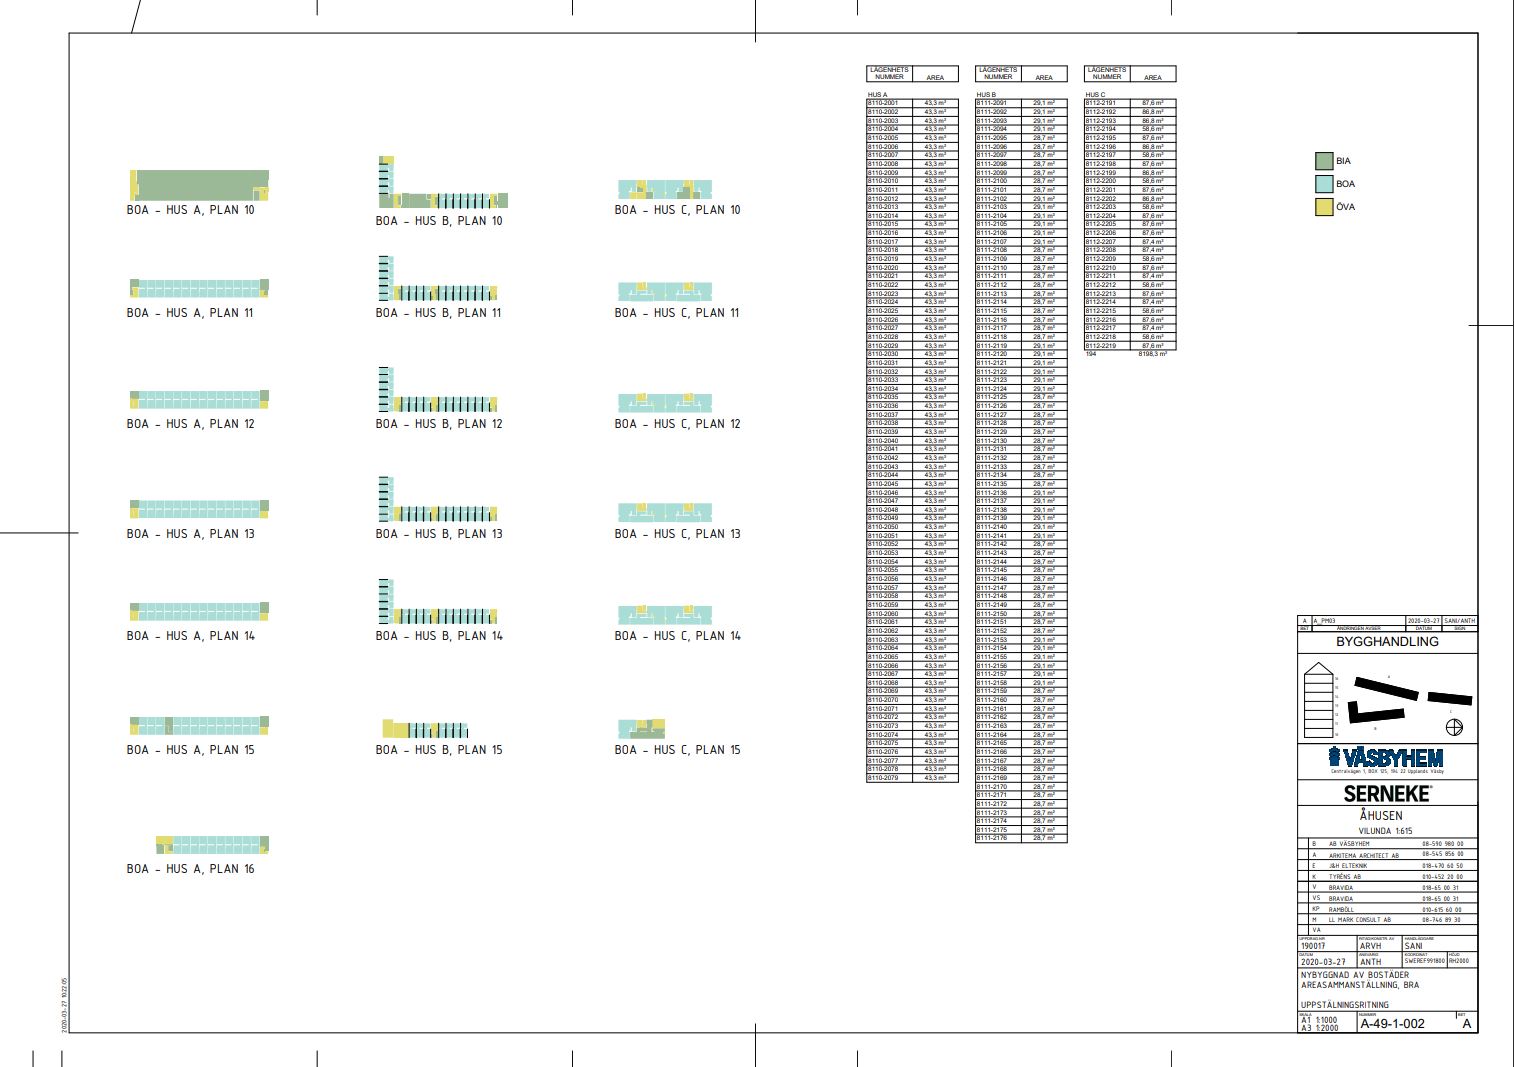 BOA - HUS A, PLAN 10
BOA - HUS B, PLAN 10
BOA - HUS C, PLAN 10
BOA - HUS A, PLAN 11
BOA - HUS B, PLAN 11
BOA - HUS C, PLAN 11
BOA - HUS A, PLAN 12
BOA - HUS B, PLAN 12
BOA - HUS C, PLAN 12
BOA - HUS A, PLAN 13
BOA - HUS B, PLAN 13
BOA - HUS C, PLAN 13
BOA - HUS A, PLAN 14
BOA - HUS B, PLAN 14
BOA - HUS C, PLAN 14
BOA - HUS A, PLAN 15
BOA - HUS B, PLAN 15
BOA - HUS C, PLAN 15
BOA - HUS A, PLAN 16
LÄGENHETS
NUMMER AREA
HUS A
8110-2001 43,3 m²
8110-2002 43,3 m²
8110-2003 43,3 m²
8110-2004 43,3 m²
8110-2005 43,3 m²
8110-2006 43,3 m²
8110-2007 43,3 m²
8110-2008 43,3 m²
8110-2009 43,3 m²
8110-2010 43,3 m²
8110-2011 43,3 m²
8110-2012 43,3 m²
8110-2013 43,3 m²
8110-2014 43,3 m²
8110-2015 43,3 m²
8110-2016 43,3 m²
8110-2017 43,3 m²
8110-2018 43,3 m²
8110-2019 43,3 m²
8110-2020 43,3 m²
8110-2021 43,3 m²
8110-2022 43,3 m²
8110-2023 43,3 m²
8110-2024 43,3 m²
8110-2025 43,3 m²
8110-2026 43,3 m²
8110-2027 43,3 m²
8110-2028 43,3 m²
8110-2029 43,3 m²
8110-2030 43,3 m²
8110-2031 43,3 m²
8110-2032 43,3 m²
8110-2033 43,3 m²
8110-2034 43,3 m²
8110-2035 43,3 m²
8110-2036 43,3 m²
8110-2037 43,3 m²
8110-2038 43,3 m²
8110-2039 43,3 m²
8110-2040 43,3 m²
8110-2041 43,3 m²
8110-2042 43,3 m²
8110-2043 43,3 m²
8110-2044 43,3 m²
8110-2045 43,3 m²
8110-2046 43,3 m²
8110-2047 43,3 m²
8110-2048 43,3 m²
8110-2049 43,3 m²
8110-2050 43,3 m²
8110-2051 43,3 m²
8110-2052 43,3 m²
8110-2053 43,3 m²
8110-2054 43,3 m²
8110-2055 43,3 m²
8110-2056 43,3 m²
8110-2057 43,3 m²
8110-2058 43,3 m²
8110-2059 43,3 m²
8110-2060 43,3 m²
8110-2061 43,3 m²
8110-2062 43,3 m²
8110-2063 43,3 m²
8110-2064 43,3 m²
8110-2065 43,3 m²
8110-2066 43,3 m²
8110-2067 43,3 m²
8110-2068 43,3 m²
8110-2069 43,3 m²
8110-2070 43,3 m²
8110-2071 43,3 m²
8110-2072 43,3 m²
8110-2073 43,3 m²
8110-2074 43,3 m²
8110-2075 43,3 m²
8110-2076 43,3 m²
8110-2077 43,3 m²
8110-2078 43,3 m²
8110-2079 43,3 m²
LÄGENHETS
NUMMER AREA
HUS B
8111-2091 29,1 m²
8111-2092 29,1 m²
8111-2093 29,1 m²
8111-2094 29,1 m²
8111-2095 28,7 m²
8111-2096 28,7 m²
8111-2097 28,7 m²
8111-2098 28,7 m²
8111-2099 28,7 m²
8111-2100 29,1 m²
8111-2101 29,1 m²
8111-2102 29,1 m²
8111-2103 29,1 m²
8111-2104 29,1 m²
8111-2105 29,1 m²
8111-2106 29,1 m²
8111-2107 29,1 m²
8111-2108 28,7 m²
8111-2109 28,7 m²
8111-2110 28,7 m²
8111-2111 28,7 m²
8111-2112 28,7 m²
8111-2113 28,7 m²
8111-2114 28,7 m²
8111-2115 28,7 m²
8111-2116 28,7 m²
8111-2117 28,7 m²
8111-2118 28,7 m²
8111-2119 29,1 m²
8111-2120 29,1 m²
8111-2121 29,1 m²
8111-2122 29,1 m²
8111-2123 29,1 m²
8111-2124 29,1 m²
8111-2125 28,7 m²
8111-2126 28,7 m²
8111-2127 28,7 m²
8111-2128 28,7 m²
8111-2129 28,7 m²
8111-2130 28,7 m²
8111-2131 28,7 m²
8111-2132 28,7 m²
8111-2133 28,7 m²
8111-2134 28,7 m²
8111-2135 28,7 m²
8111-2136 29,1 m²
8111-2137 29,1 m²
8111-2138 29,1 m²
8111-2139 29,1 m²
8111-2140 29,1 m²
8111-2141 29,1 m²
8111-2142 28,7 m²
8111-2143 28,7 m²
8111-2144 28,7 m²
8111-2145 28,7 m²
8111-2146 28,7 m²
8111-2147 28,7 m²
8111-2148 28,7 m²
8111-2149 28,7 m²
8111-2150 28,7 m²
8111-2151 28,7 m²
8111-2152 28,7 m²
8111-2153 29,1 m²
8111-2154 29,1 m²
8111-2155 29,1 m²
8111-2156 29,1 m²
8111-2157 29,1 m²
8111-2158 29,1 m²
8111-2159 28,7 m²
8111-2160 28,7 m²
8111-2161 28,7 m²
8111-2162 28,7 m²
8111-2163 28,7 m²
8111-2164 28,7 m²
8111-2165 28,7 m²
8111-2166 28,7 m²
8111-2167 28,7 m²
8111-2168 28,7 m²
8111-2169 28,7 m²
8111-2170 28,7 m²
8111-2171 28,7 m²
8111-2172 28,7 m²
8111-2173 28,7 m²
8111-2174 28,7 m²
8111-2175 28,7 m²
8111-2176 28,7 m²
LÄGENHETS
NUMMER AREA
HUS C
8112-2191 87,6 m²
8112-2192 86,8 m²
8112-2193 86,8 m²
8112-2194 58,6 m²
8112-2195 87,6 m²
8112-2196 86,8 m²
8112-2197 58,6 m²
8112-2198 87,6 m²
8112-2199 86,8 m²
8112-2200 58,6 m²
8112-2201 87,6 m²
8112-2202 86,8 m²
8112-2203 58,6 m²
8112-2204 87,6 m²
8112-2205 87,6 m²
8112-2206 87,6 m²
8112-2207 87,4 m²
8112-2208 87,4 m²
8112-2209 58,6 m²
8112-2210 87,6 m²
8112-2211 87,4 m²
8112-2212 58,6 m²
8112-2213 87,6 m²
8112-2214 87,4 m²
8112-2215 58,6 m²
8112-2216 87,6 m²
8112-2217 87,4 m²
8112-2218 58,6 m²
8112-2219 87,6 m²
194 8198,3 m²
BIA
BOA
ÖVA
A A_PM03 2020-03-27 SANI/ANTH
BET ÄNDRINGEN AVSER DATUM SIGN
BYGGHANDLING
VÄSBYHEM
Centralvägen 1, BOX 125, 194 22 Upplands Väsby
SERNEKE
ÅHUSEN
VILUNDA 1:615
B AB VÄSBYHEM 08-590 980 00
A ARKITEMA ARCHITECT AB 08-545 856 00
E J&H ELTEKNIK 018-470 60 50
K TYRÉNS AB 010-452 20 00
V BRAVIDA 018-65 00 31
VS BRAVIDA 018-65 00 31
KP RAMBÖLL 010-615 60 00
M LL MARK CONSULT AB 08-746 89 30
VA
UPPDRAG NR RITAD/KONSTR. AV HANDLÄGGARE
190017 ARVH SANI
DATUM ANSVARIG KOORDINAT HÖJD
2020-03-27 ANTH SWEREF991800 RH2000
NYBYGGNAD AV BOSTÄDER
AREASAMMANSTÄLLNING, BRA
UPPSTÄLNINGSRITNING
SKALA NUMMER BET
A1 1:1000
A3 1:2000
A-49-1-002 A
2020-03-27 10:22:05